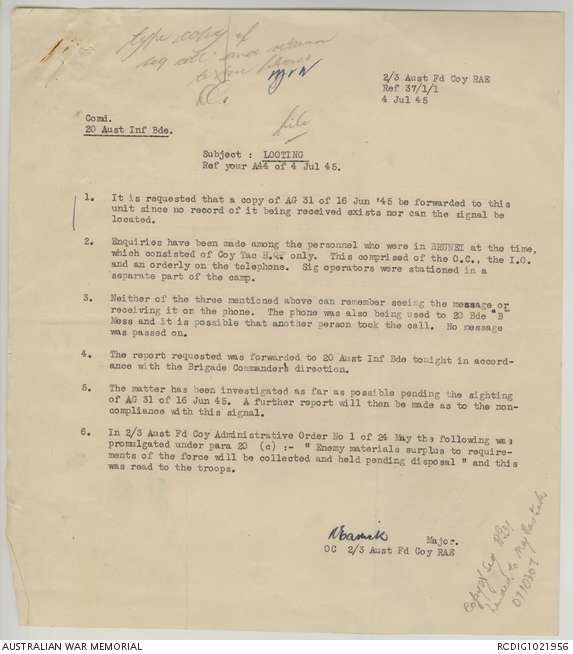 type copy of
sig and return
to you please
file
2/3 Aust Fd Coy RAE
Ref 37/1/1
4 Jul 45
Comd.
20 Aust Inf Bde.
Subject : LOOTING
Ref your A44 of 4 Jul 45.
1. It is requested that a copy of AG 31 of 16 Jun '45 be forwarded to this
unit since no record of it being received exists nor can the signal be
located.
2. Enquiries have been made among the personnel who were in BRUNEI at the time,
which consisted of Coy Tac H.Q. only. This comprised of the O.C., the I.O.
and an orderly on the telephone. Sig operators were stationed in a
separate part of the camp.
3. Neither of the three mentioned above can remember seeing the message or
receiving it on the phone. The phone was also being used to 20 Bde "B"
Mess and it is possible that another person took the call. No message
was passed on.
4. The report requested was forwarded to 20 Aust Inf Bde tonight in accord-
ance with the Brigade Commanders direction.
5. The matter has been investigated as far as possible pending the sighting
of AG 31 of 16 Jun 45. A further report will then be made as to the non-
compliance with this signal.
6. In 2/3 Aust Fd Coy Administrative Order No 1 of 24 May the following was
promulgated under para 20 (c) :- " Enemy materials surplus to require-
ments of the force will be collected and held pending disposal " and this
was read to the troops.
Major.
OC 2/3 Aust Fd Coy RAE
Copy of Sig AG31
handed to Maj
071030J
AUSTRALIAN WAR MEMORIAL
RCDIG1021956